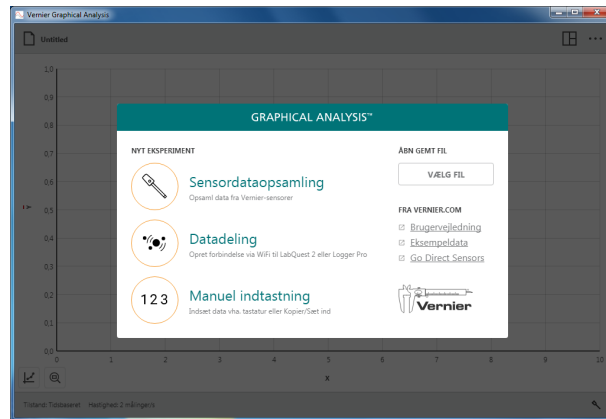 Vernier Graphical Analysis
Untitled
GRAPHICAL ANALYSIS™
NYT EKSPERIMENT
Sensordataopsamling
Opsaml data fra Vernier-sensorer
Datadeling
Opret forbindelse via WiFi til LabQuest 2 eller Logger Pro
123
Manuel indtastning
Indsæt data vha. tastatur eller Kopier/Sæt ind
ÅBN GEMT FIL
VÆLG FIL
FRA VERNIER.COM
Brugervejledning
Eksempeldata
Go Direct Sensors
Vernier
1,0
0,9
0,8
0,7
0,6
0,5
0,4
0,3
0,2
0,1
0,0
y
0 1 2 3 4 5 6 7 8 9 10
x
Tilstand: Tidsbaseret Hastighed: 2 målinger/s